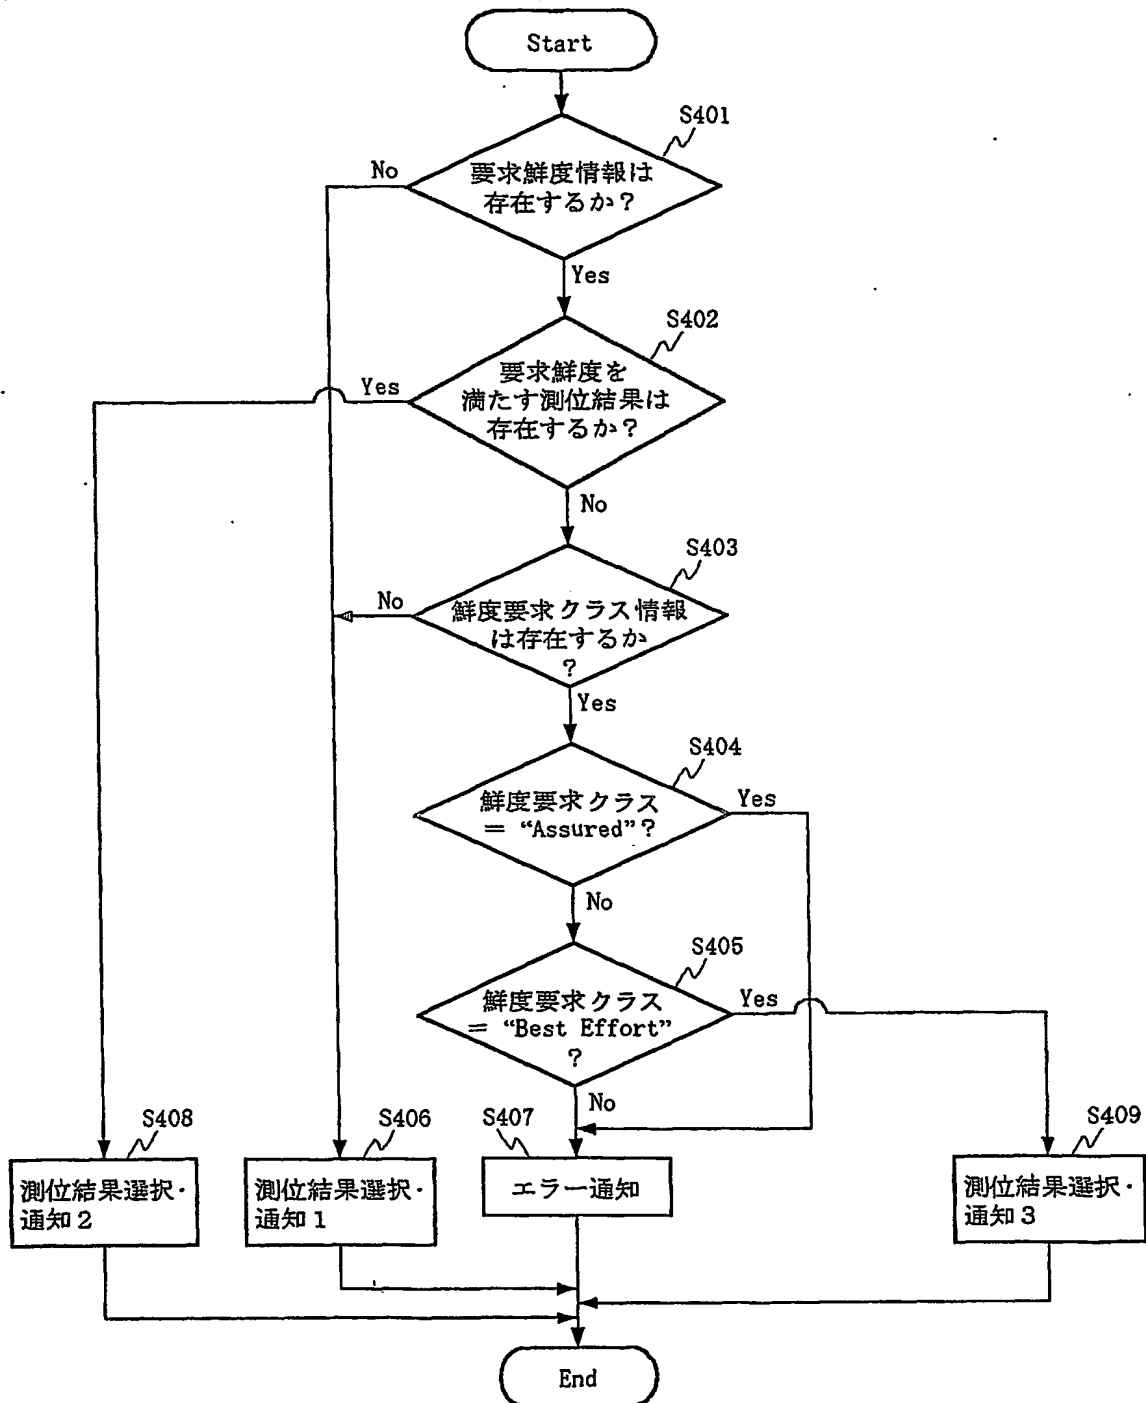 Start
S401
No
要求鮮度情報は
存在するか？
Yes
S402
Yes
要求鮮度を
満たす測位結果は
存在するか？
No
S403
No
鮮度要求クラス情報
は存在するか
？
Yes
S404
鮮度要求クラス
＝ “Assured”？
Yes
No
S405
鮮度要求クラス
＝ “Best Effort”
？
Yes
No
S408
測位結果選択・
通知２
S406
測位結果選択・
通知１
S407
エラー通知
S409
測位結果選択・
通知３
End